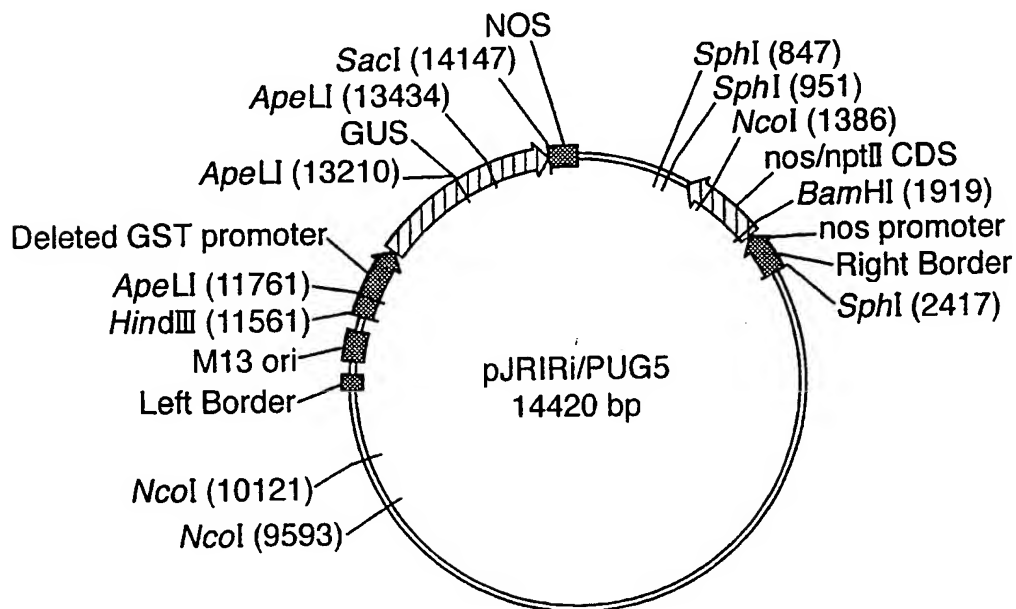 NOS
SacI (14147)
ApeLI (13434)
GUS
ApeLI (13210)
Deleted GST promoter
ApeLI (11761)
HindIII (11561)
M13 ori
Left Border
NcoI (10121)
NcoI (9593)
SphI (847)
SphI (951)
NcoI (1386)
nos/nptII CDS
BamHI (1919)
nos promoter
Right Border
SphI (2417)
pJRIRi/PUG5
14420 bp